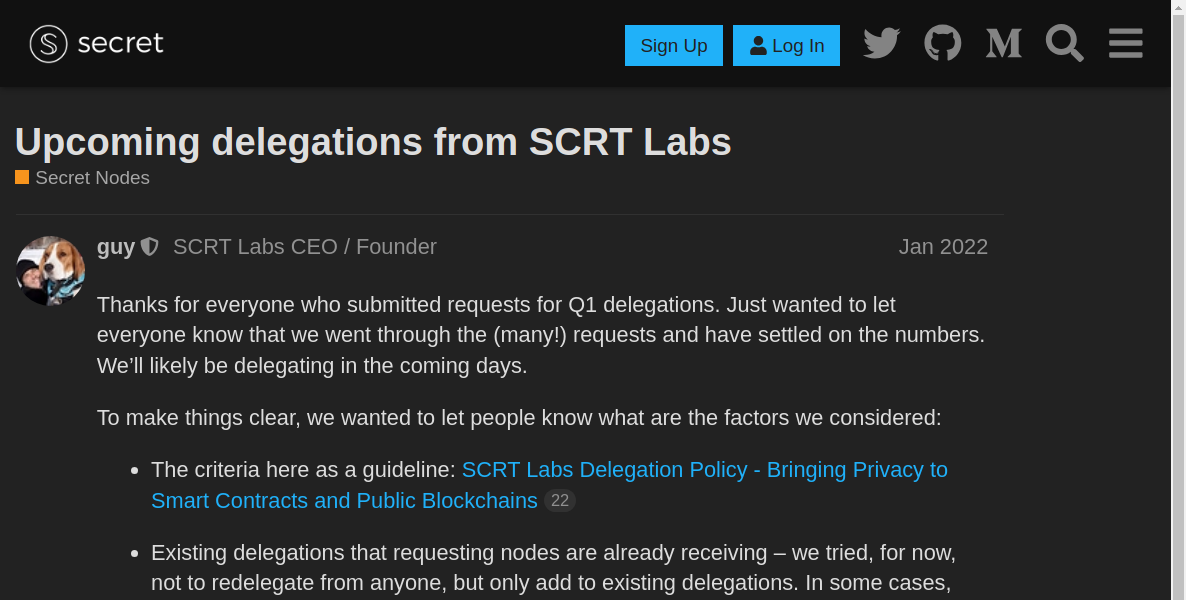 secret
Sign Up
Log In
Upcoming delegations from SCRT Labs
Secret Nodes
guy SCRT Labs CEO / Founder Jan 2022
Thanks for everyone who submitted requests for Q1 delegations. Just wanted to let
everyone know that we went through the (many!) requests and have settled on the numbers.
We’ll likely be delegating in the coming days.
To make things clear, we wanted to let people know what are the factors we considered:
• The criteria here as a guideline: SCRT Labs Delegation Policy - Bringing Privacy to
Smart Contracts and Public Blockchains 22
• Existing delegations that requesting nodes are already receiving – we tried, for now,
not to redelegate from anyone, but only add to existing delegations. In some cases,